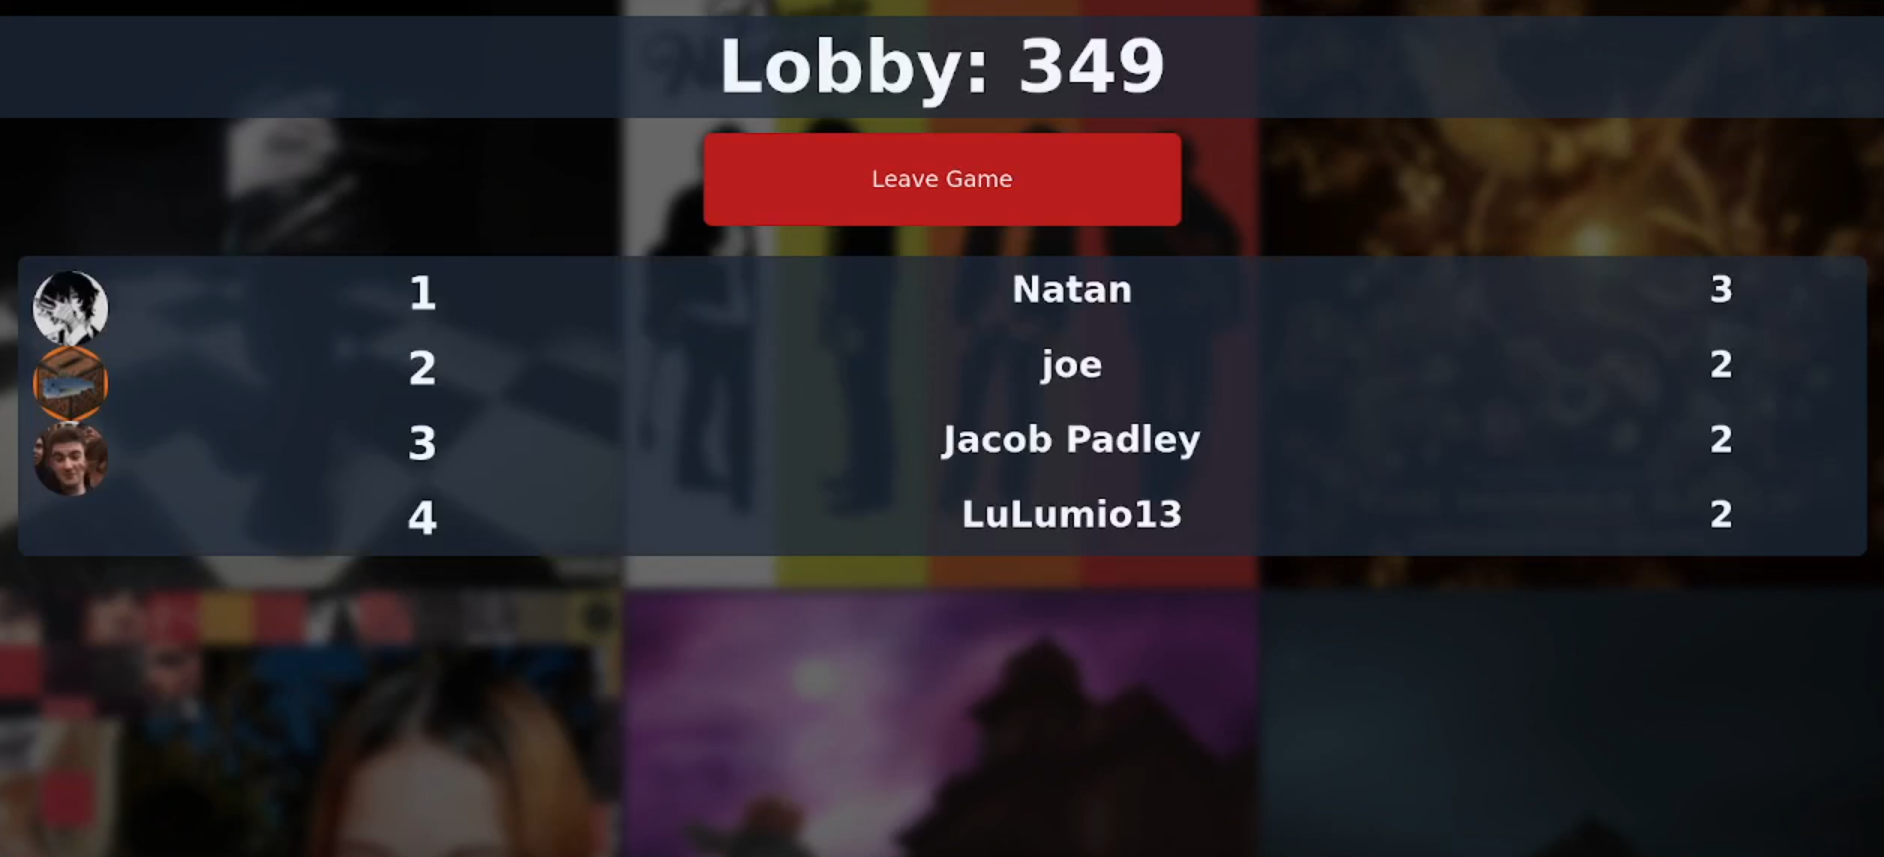 Lobby: 349
Leave Game
1 Natan 3
2 joe 2
3 Jacob Padley 2
4 LuLumio13 2